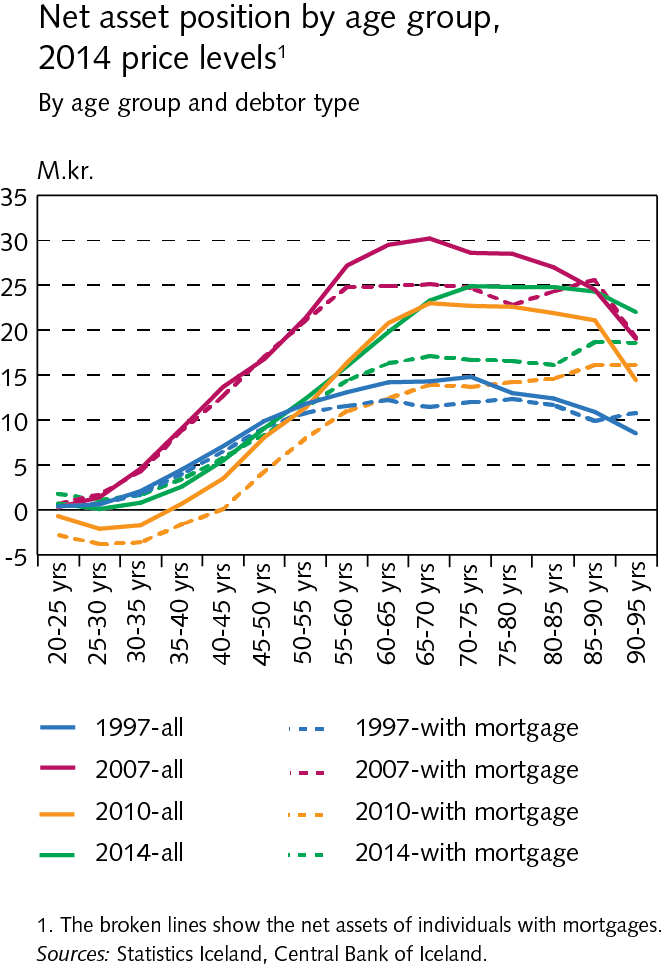 Net asset position by age group,
2014 price levels¹
By age group and debtor type
M.kr.
35
30
25
20
15
10
5
0
-5
20-25 yrs
25-30 yrs
30-35 yrs
35-40 yrs
40-45 yrs
45-50 yrs
50-55 yrs
55-60 yrs
60-65 yrs
65-70 yrs
70-75 yrs
75-80 yrs
80-85 yrs
85-90 yrs
90-95 yrs
1997-all
1997-with mortgage
2007-all
2007-with mortgage
2010-all
2010-with mortgage
2014-all
2014-with mortgage
1. The broken lines show the net assets of individuals with mortgages.
Sources: Statistics Iceland, Central Bank of Iceland.